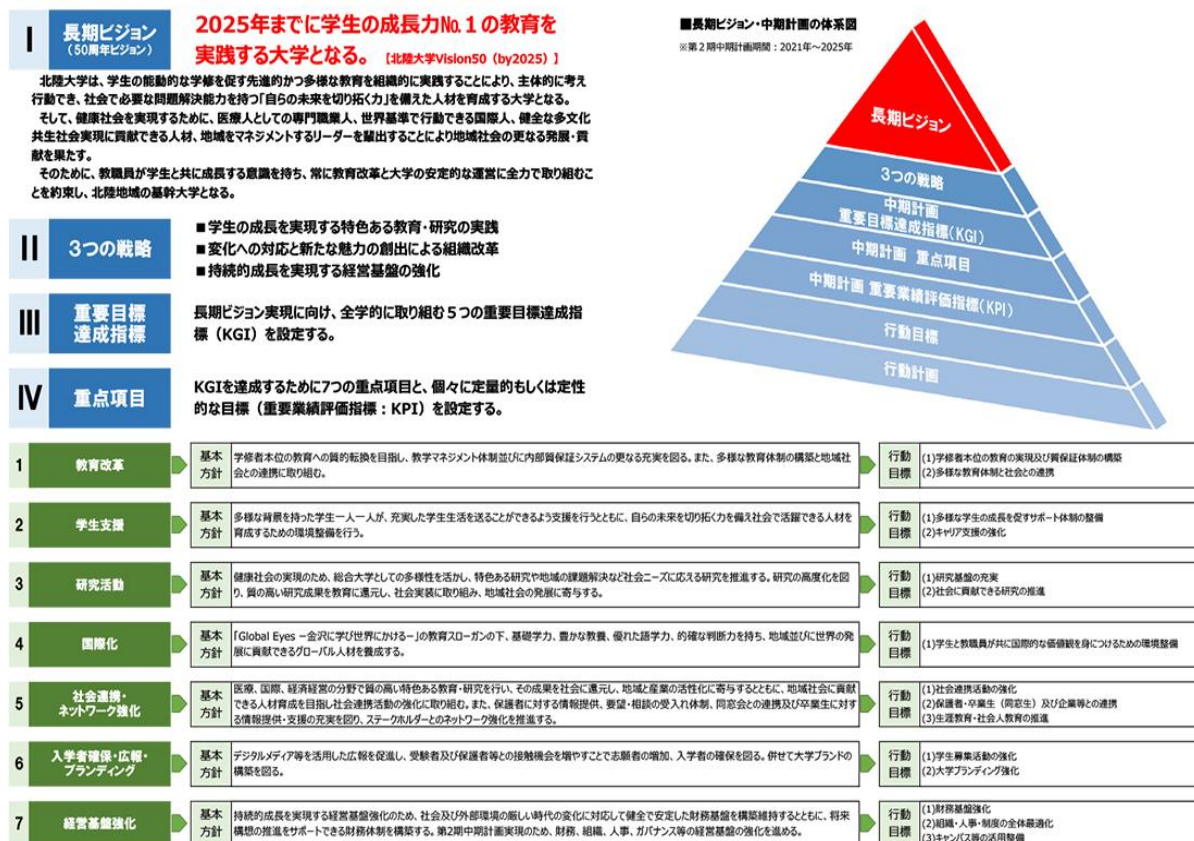 I
長期ビジョン
（50周年ビジョン）
2025年までに学生の成長力No.1の教育を
実践する大学となる。【北陸大学Vision50（by2025）】
北陸大学は、学生の能動的な学修を促す先進的かつ多様な教育を組織的に実践することにより、主体的に考え
行動でき、社会で必要な問題解決能力を持つ「自らの未来を切り拓く力」を備えた人材を育成する大学となる。
そして、健康社会を実現するために、医療人としての専門職業人、世界基準で行動できる国際人、健全な多文化
共生社会実現に貢献できる人材、地域をマネジメントするリーダーを輩出することにより地域社会の更なる発展・貢
献を果たす。
そのために、教職員が学生と共に成長する意識を持ち、常に教育改革と大学の安定的な運営に全力で取り組むこ
とを約束し、北陸地域の基幹大学となる。
■長期ビジョン・中期計画の体系図
※第２期中期計画期間：2021年～2025年
長期ビジョン
3つの戦略
中期計画
重要目標達成指標(KGI)
中期計画 重点項目
中期計画 重要業績評価指標(KPI)
行動目標
行動計画
II
3つの戦略
■学生の成長を実現する特色ある教育・研究の実践
■変化への対応と新たな魅力の創出による組織改革
■持続的成長を実現する経営基盤の強化
III
重要目標
達成指標
長期ビジョン実現に向け、全学的に取り組む５つの重要目標達成指
標（KGI）を設定する。
IV
重点項目
KGIを達成するために7つの重点項目と、個々に定量的もしくは定性
的な目標（重要業績評価指標：KPI）を設定する。
1
教育改革
基本
方針
学修者本位の教育への質的転換を目指し、教学マネジメント体制並びに内部質保証システムの更なる充実を図る。また、多様な教育体制の構築と地域社
会との連携に取り組む。
行動
目標
(1)学修者本位の教育の実現及び質保証体制の構築
(2)多様な教育体制と社会との連携
2
学生支援
基本
方針
多様な背景を持った学生一人一人が、充実した学生生活を送ることができるよう支援を行うとともに、自らの未来を切り拓く力を備え社会で活躍できる人材を
育成するための環境整備を行う。
行動
目標
(1)多様な学生の成長を促すサポート体制の整備
(2)キャリア支援の強化
3
研究活動
基本
方針
健康社会の実現のため、総合大学としての多様性を活かし、特色ある研究や地域の課題解決など社会ニーズに応える研究を推進する。研究の高度化を図
り、質の高い研究成果を教育に還元し、社会実装に取り組み、地域社会の発展に寄与する。
行動
目標
(1)研究基盤の充実
(2)社会に貢献できる研究の推進
4
国際化
基本
方針
「Global Eyes －金沢に学び世界にかける－」の教育スローガンの下、基礎学力、豊かな教養、優れた語学力、的確な判断力を持ち、地域並びに世界の発
展に貢献できるグローバル人材を養成する。
行動
目標
(1)学生と教職員が共に国際的な価値観を身につけるための環境整備
5
社会連携・
ネットワーク強化
基本
方針
医療、国際、経済経営の分野で質の高い特色ある教育・研究を行い、その成果を社会に還元し、地域と産業の活性化に寄与するとともに、地域社会に貢献
できる人材育成を目指し社会連携活動の強化に取り組む。また、保護者に対する情報提供、要望・相談の受入れ体制、同窓会との連携及び卒業生に対す
る情報提供・支援の充実を図り、ステークホルダーとのネットワーク強化を推進する。
行動
目標
(1)社会連携活動の強化
(2)保護者・卒業生（同窓生）及び企業等との連携
(3)生涯教育・社会人教育の推進
6
入学者確保・広報・
ブランディング
基本
方針
デジタルメディア等を活用した広報を促進し、受験者及び保護者等との接触機会を増やすことで志願者の増加、入学者の確保を図る。併せて大学ブランドの
構築を図る。
行動
目標
(1)学生募集活動の強化
(2)大学ブランディング強化
7
経営基盤強化
基本
方針
持続的成長を実現する経営基盤強化のため、社会及び外部環境の厳しい時代の変化に対応して健全で安定した財務基盤を構築維持するとともに、将来
構想の推進をサポートできる財務体制を構築する。第2期中期計画実現のため、財務、組織、人事、ガバナンス等の経営基盤の強化を進める。
行動
目標
(1)財務基盤強化
(2)組織・人事・制度の全体最適化
(3)キャンパス等の活用整備